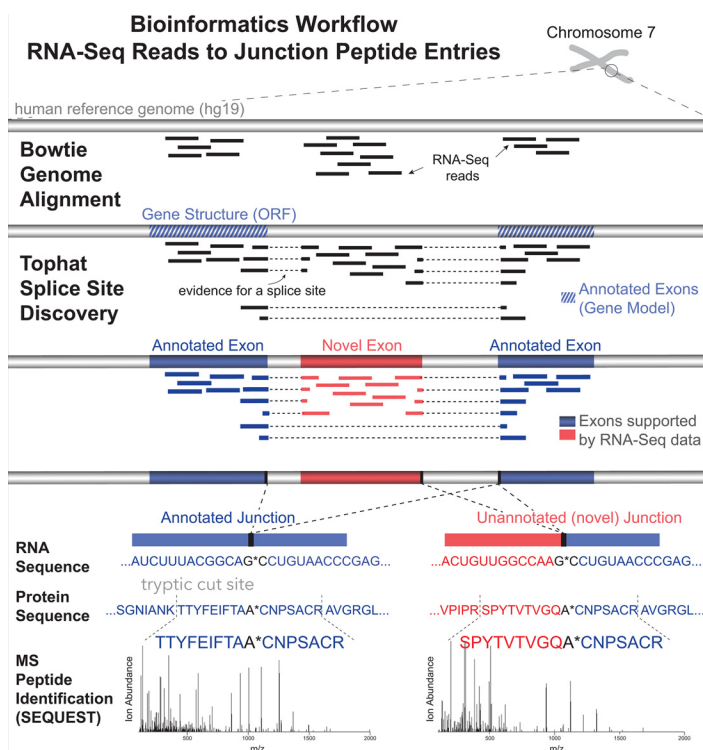 Bioinformatics Workflow
RNA-Seq Reads to Junction Peptide Entries
Chromosome 7
human reference genome (hg19)
Bowtie
Genome
Alignment
RNA-Seq
reads
Gene Structure (ORF)
Tophat
Splice Site
Discovery
evidence for a splice site
Annotated Exons
(Gene Model)
Annotated Exon
Novel Exon
Annotated Exon
Exons supported
by RNA-Seq data
Annotated Junction
Unannotated (novel) Junction
RNA
Sequence
...AUCUUUACGGCAG*CCUGUAACCCGAG...
...ACUGUUGGCCAAG*CCUGUAACCCGAG...
tryptic cut site
Protein
Sequence
...SGNIANK TTYFEIFTAA*CNPSACR AVGRGL...
...VPIPR SPYTVTVGQA*CNPSACR AVGRGL...
TTYFEIFTAA*CNPSACR
SPYTVTVGQA*CNPSACR
MS
Peptide
Identification
(SEQUEST)
Ion Abundance
500 1000 1500 2000
m/z
Ion Abundance
500 1000 1500 2000
m/z